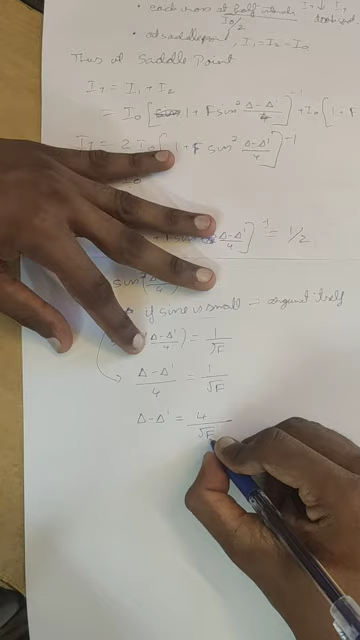 • each cross at half intensity
I₀/2
• at saddle point, I₁ = I₂ = I₀
Thus at Saddle Point
I_T = I₁ + I₂
= I₀ [1 + F sin² (Δ-Δ')/4]⁻¹ + I₀ [1 + F
I_T = 2 I₀ [1 + F sin² (Δ-Δ')/4]⁻¹
(Δ-Δ')/4]⁻¹ = 1/2
sin(
if sine is small = argument itself
(Δ-Δ')/4) = 1/√F
(Δ-Δ')/4 = 1/√F
Δ-Δ' = 4/√F